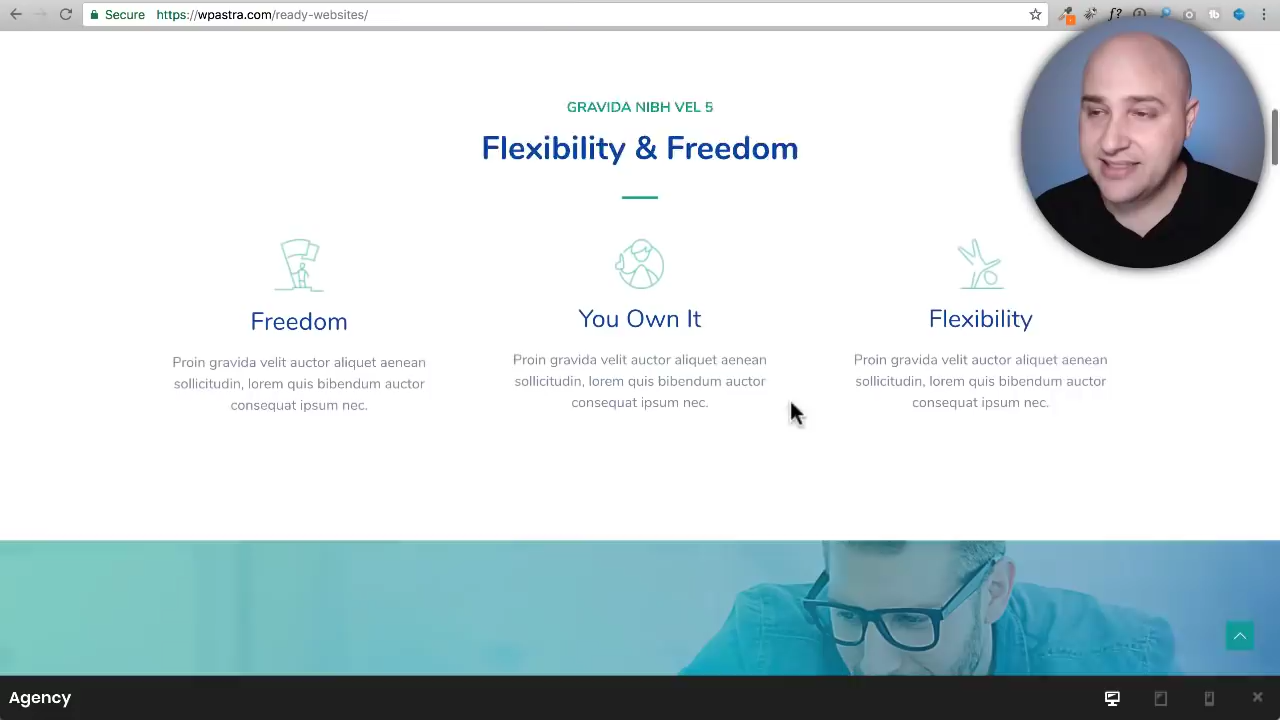 Secure https://wpastra.com/ready-websites/
GRAVIDA NIBH VEL 5
Flexibility & Freedom
Freedom
Proin gravida velit auctor aliquet aenean
sollicitudin, lorem quis bibendum auctor
consequat ipsum nec.
You Own It
Proin gravida velit auctor aliquet aenean
sollicitudin, lorem quis bibendum auctor
consequat ipsum nec.
Flexibility
Proin gravida velit auctor aliquet aenean
sollicitudin, lorem quis bibendum auctor
consequat ipsum nec.
Agency